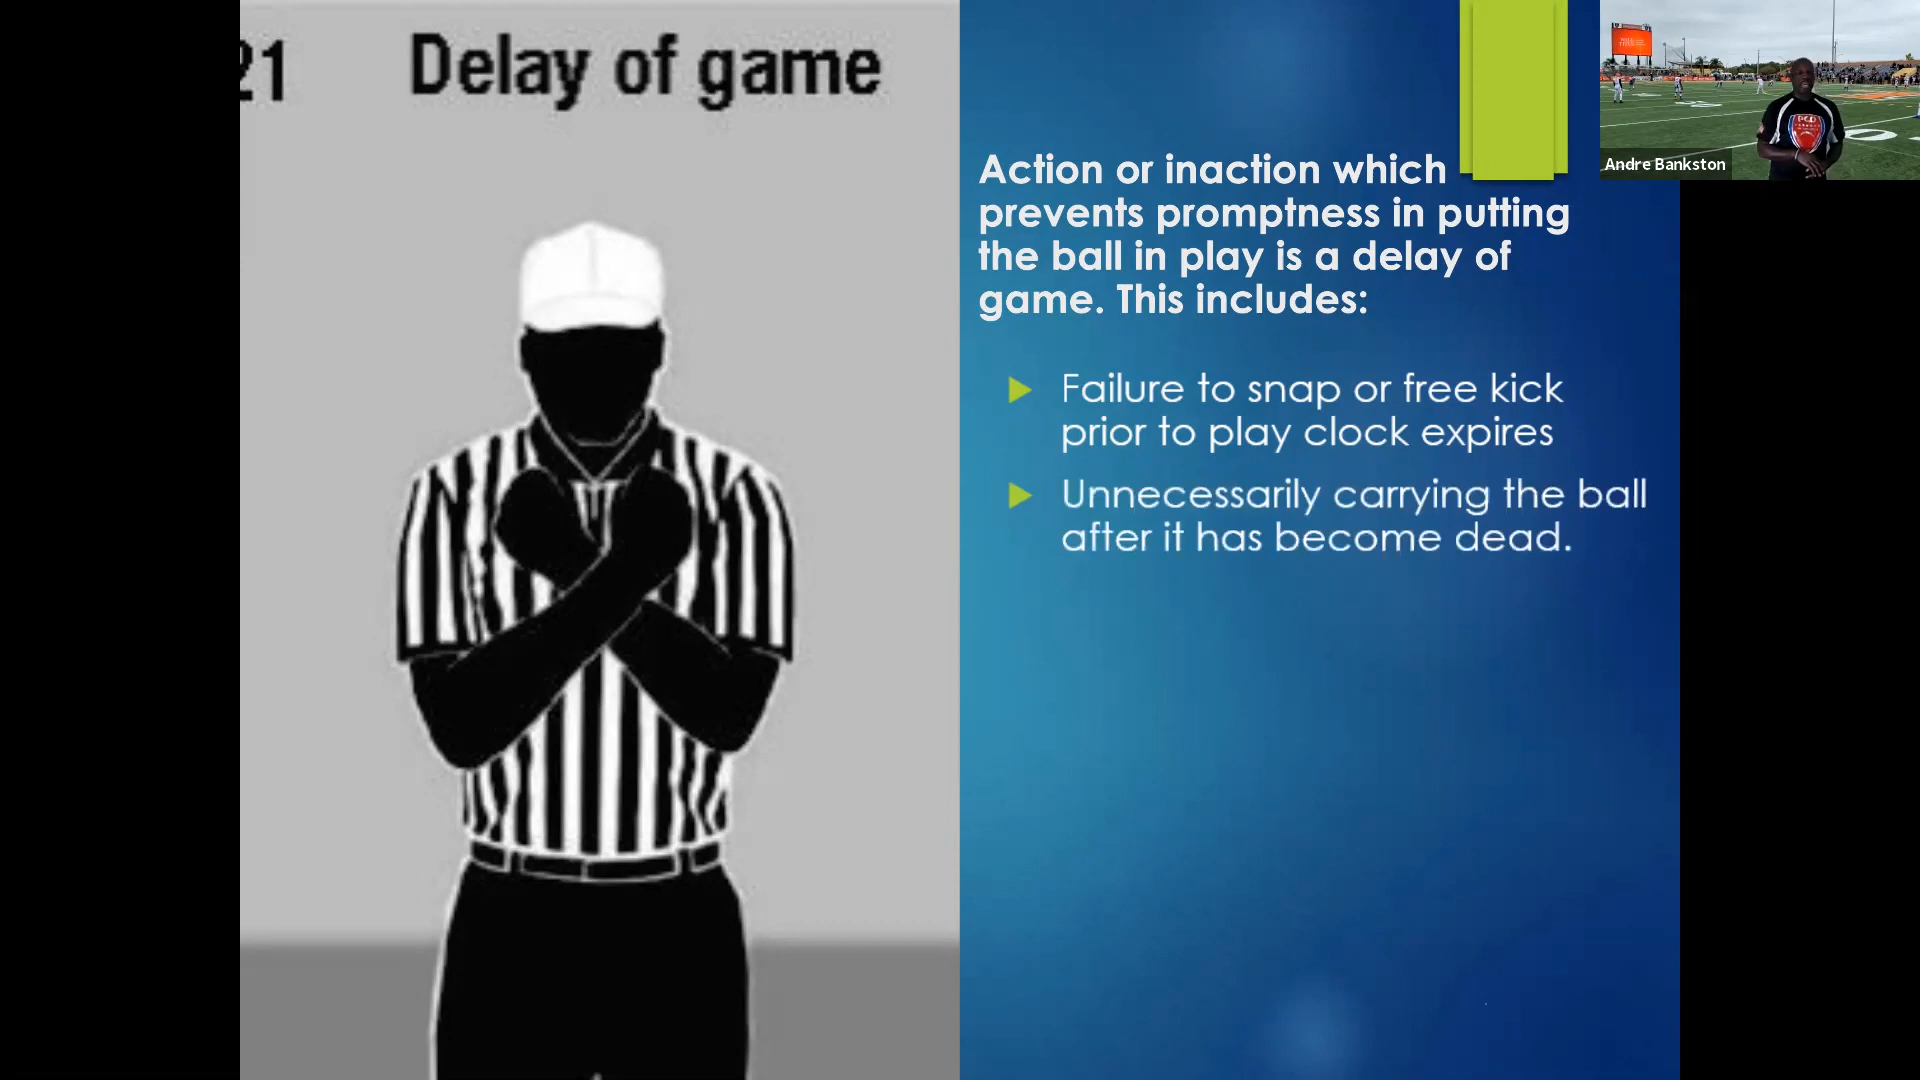 21 Delay of game
Action or inaction which
prevents promptness in putting
the ball in play is a delay of
game. This includes:
Failure to snap or free kick
prior to play clock expires
Unnecessarily carrying the ball
after it has become dead.
Andre Bankston